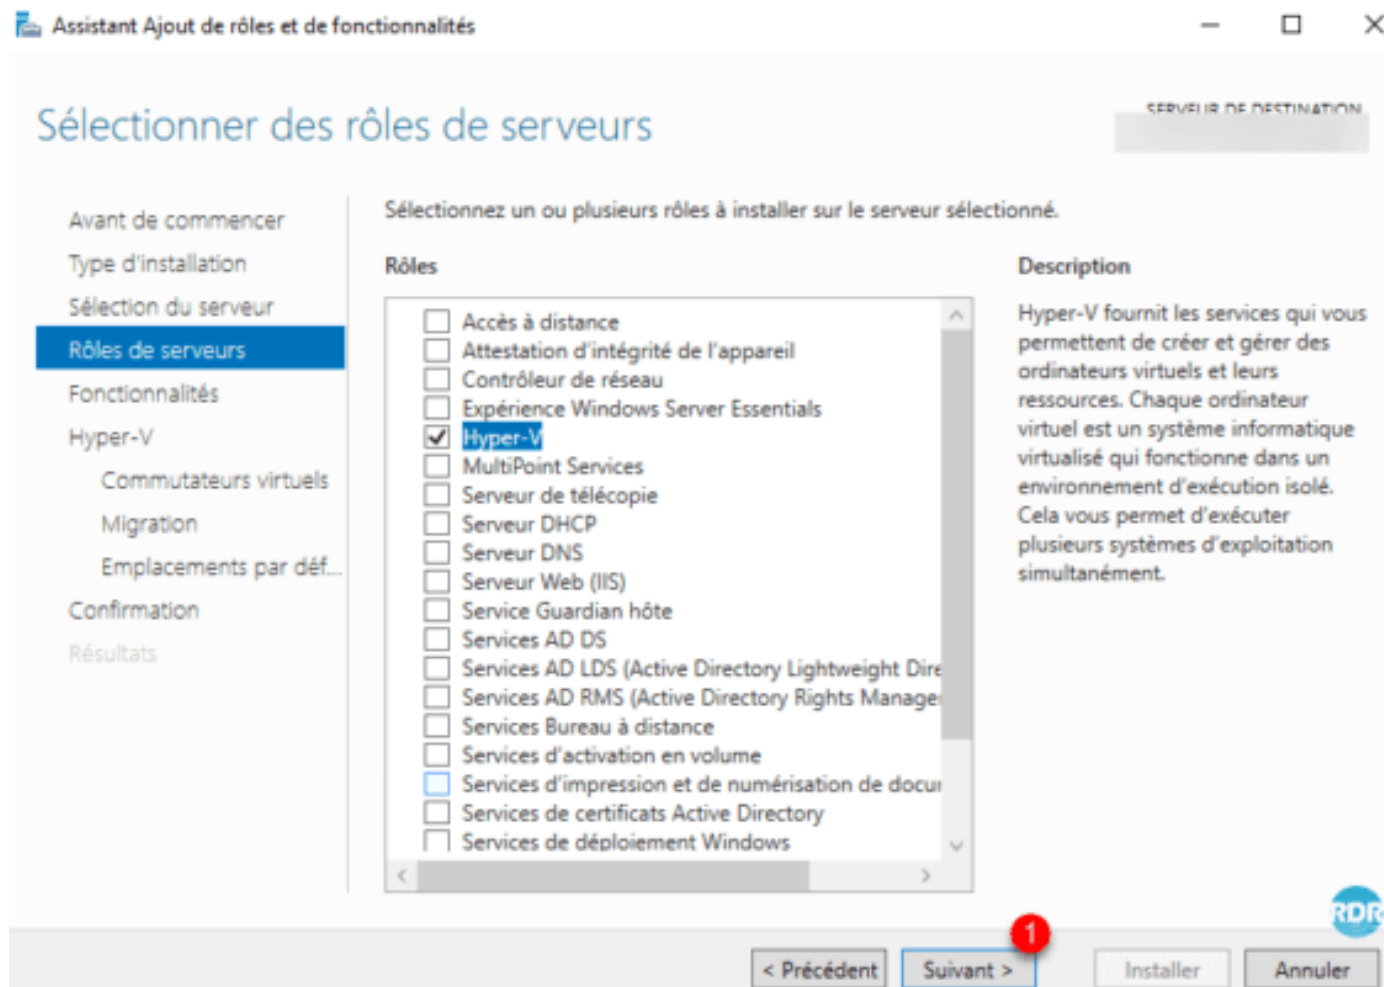 Assistant Ajout de rôles et de fonctionnalités
Sélectionner des rôles de serveurs
SERVEUR DE DESTINATION
Avant de commencer
Type d'installation
Sélection du serveur
Rôles de serveurs
Fonctionnalités
Hyper-V
Commutateurs virtuels
Migration
Emplacements par déf...
Confirmation
Résultats
Sélectionnez un ou plusieurs rôles à installer sur le serveur sélectionné.
Rôles
Accès à distance
Attestation d'intégrité de l'appareil
Contrôleur de réseau
Expérience Windows Server Essentials
Hyper-V
MultiPoint Services
Serveur de télécopie
Serveur DHCP
Serveur DNS
Serveur Web (IIS)
Service Guardian hôte
Services AD DS
Services AD LDS (Active Directory Lightweight Dire
Services AD RMS (Active Directory Rights Manage
Services Bureau à distance
Services d'activation en volume
Services d'impression et de numérisation de docu
Services de certificats Active Directory
Services de déploiement Windows
Description
Hyper-V fournit les services qui vous
permettent de créer et gérer des
ordinateurs virtuels et leurs
ressources. Chaque ordinateur
virtuel est un système informatique
virtualisé qui fonctionne dans un
environnement d'exécution isolé.
Cela vous permet d'exécuter
plusieurs systèmes d'exploitation
simultanément.
RDR
1
< Précédent
Suivant >
Installer
Annuler